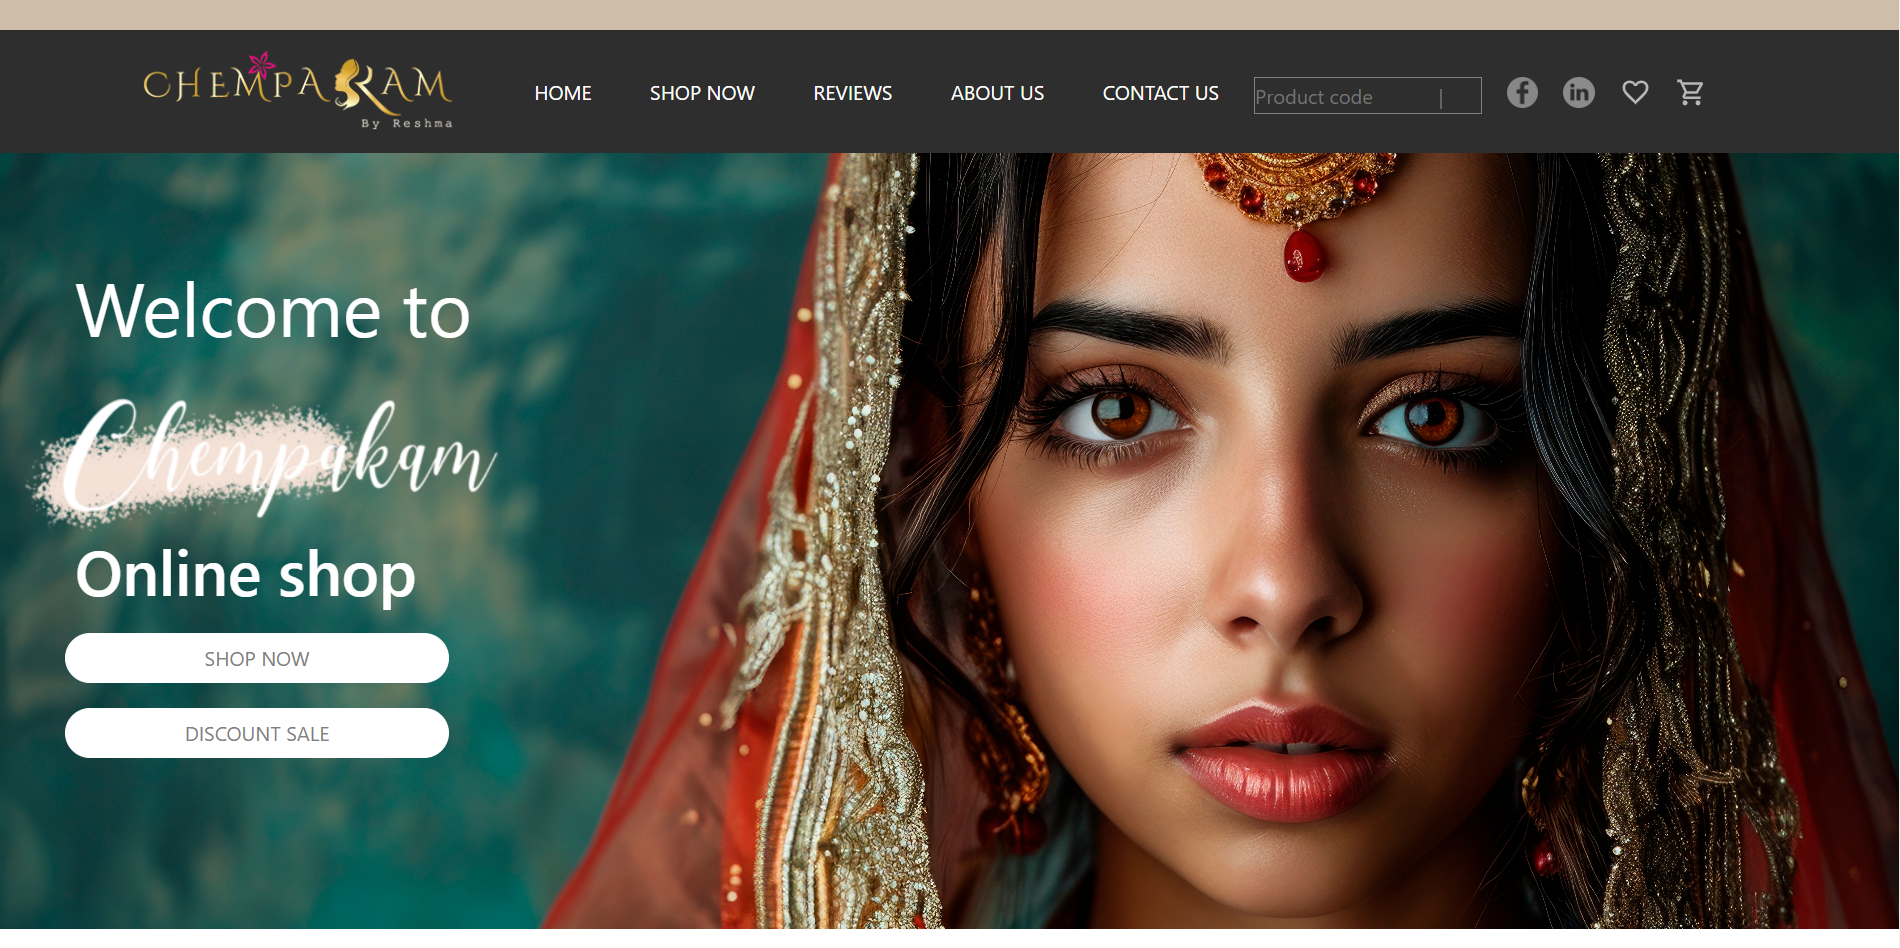 CHEMPAKAM
By Reshma
HOME
SHOP NOW
REVIEWS
ABOUT US
CONTACT US
Product code
Welcome to
Chempakam
Online shop
SHOP NOW
DISCOUNT SALE